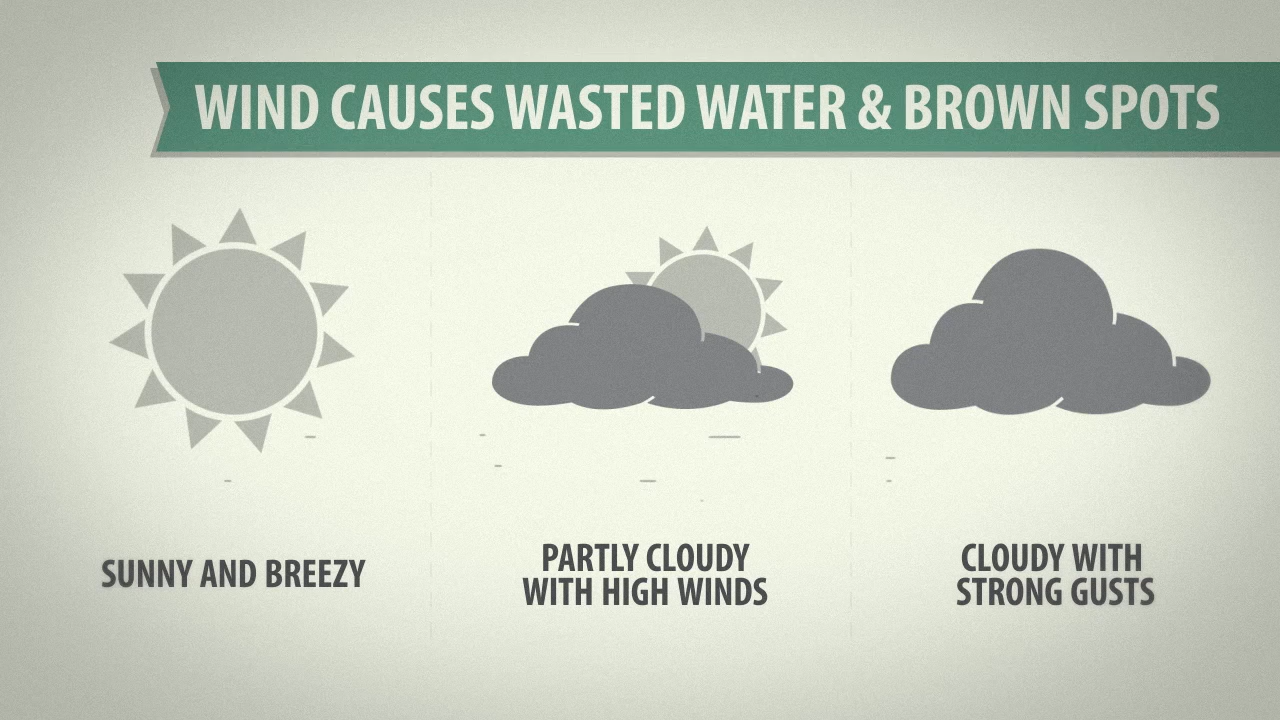 WIND CAUSES WASTED WATER & BROWN SPOTS
SUNNY AND BREEZY
PARTLY CLOUDY
WITH HIGH WINDS
CLOUDY WITH
STRONG GUSTS